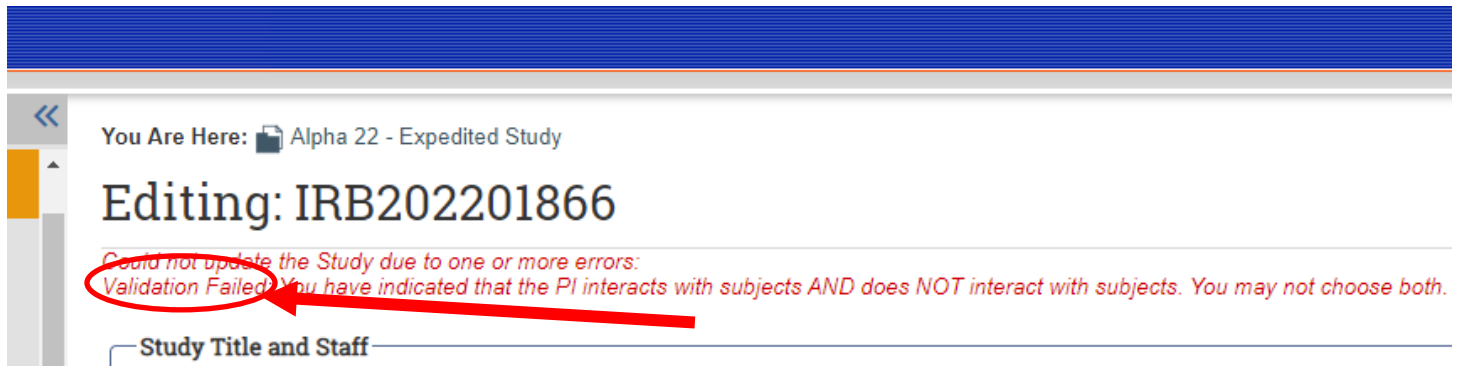 You Are Here: Alpha 22 - Expedited Study
Editing: IRB202201866
Could not update the Study due to one or more errors:
Validation Failed: You have indicated that the PI interacts with subjects AND does NOT interact with subjects. You may not choose both.
Study Title and Staff